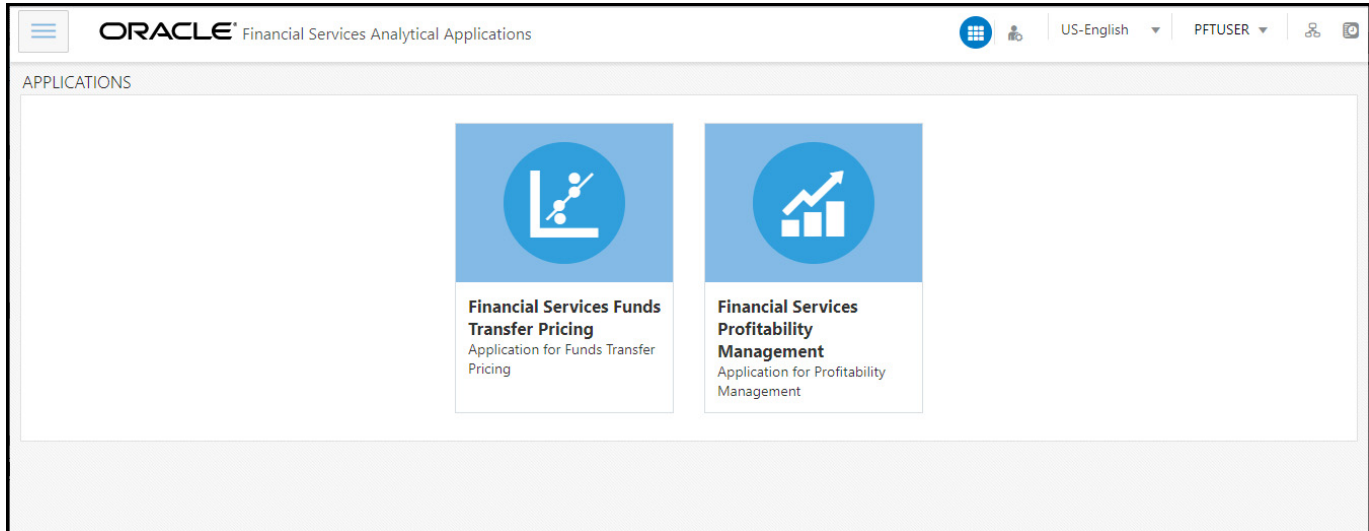 ORACLE Financial Services Analytical Applications
US-English
PFTUSER
APPLICATIONS
Financial Services Funds
Transfer Pricing
Application for Funds Transfer
Pricing
Financial Services
Profitability
Management
Application for Profitability
Management